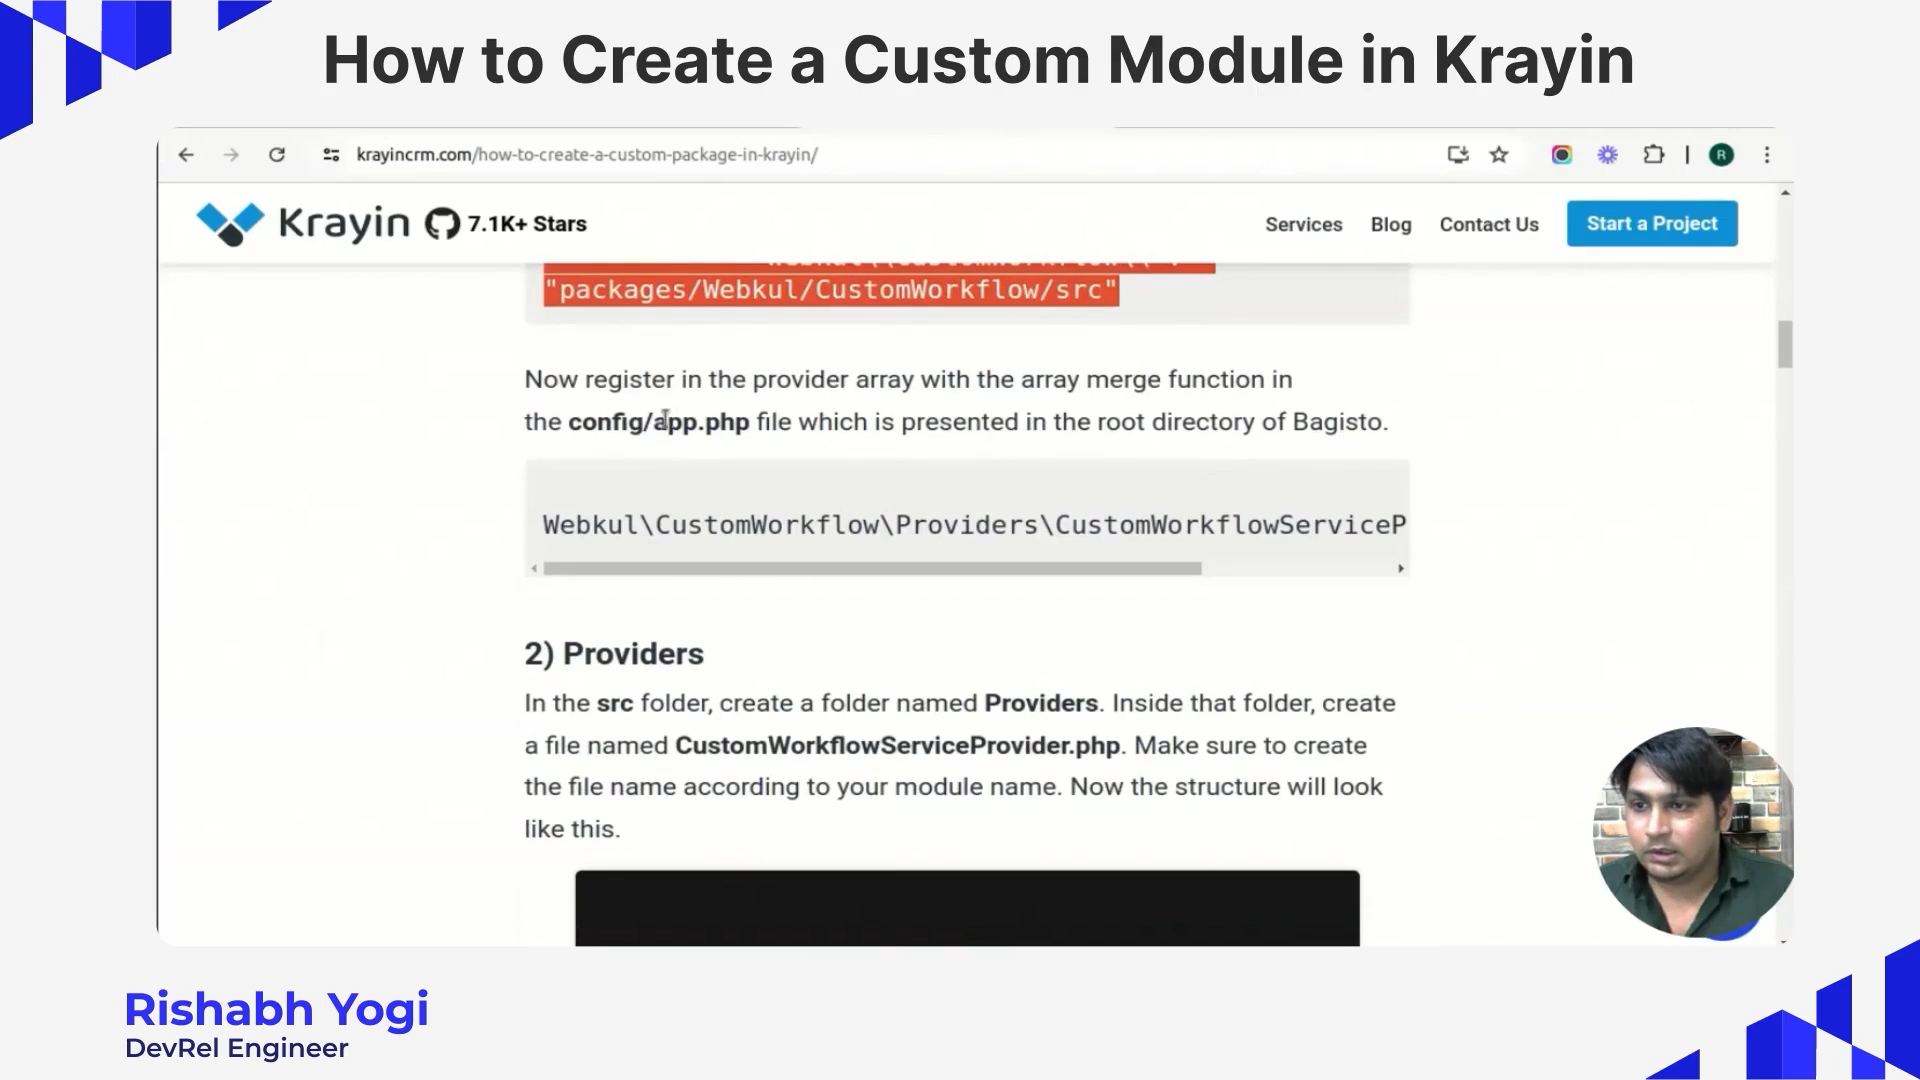 How to Create a Custom Module in Krayin
krayincrm.com/how-to-create-a-custom-package-in-krayin/
R
Krayin 7.1K+ Stars
Services Blog Contact Us Start a Project
"packages/Webkul/CustomWorkflow/src"
Now register in the provider array with the array merge function in
the config/app.php file which is presented in the root directory of Bagisto.
Webkul\CustomWorkflow\Providers\CustomWorkflowServiceP
2) Providers
In the src folder, create a folder named Providers. Inside that folder, create
a file named CustomWorkflowServiceProvider.php. Make sure to create
the file name according to your module name. Now the structure will look
like this.
Rishabh Yogi
DevRel Engineer